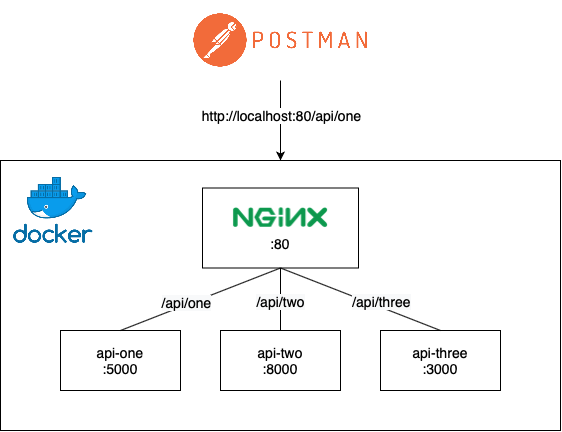 POSTMAN
http://localhost:80/api/one
docker
NGINX
:80
/api/one
/api/two
/api/three
api-one
:5000
api-two
:8000
api-three
:3000